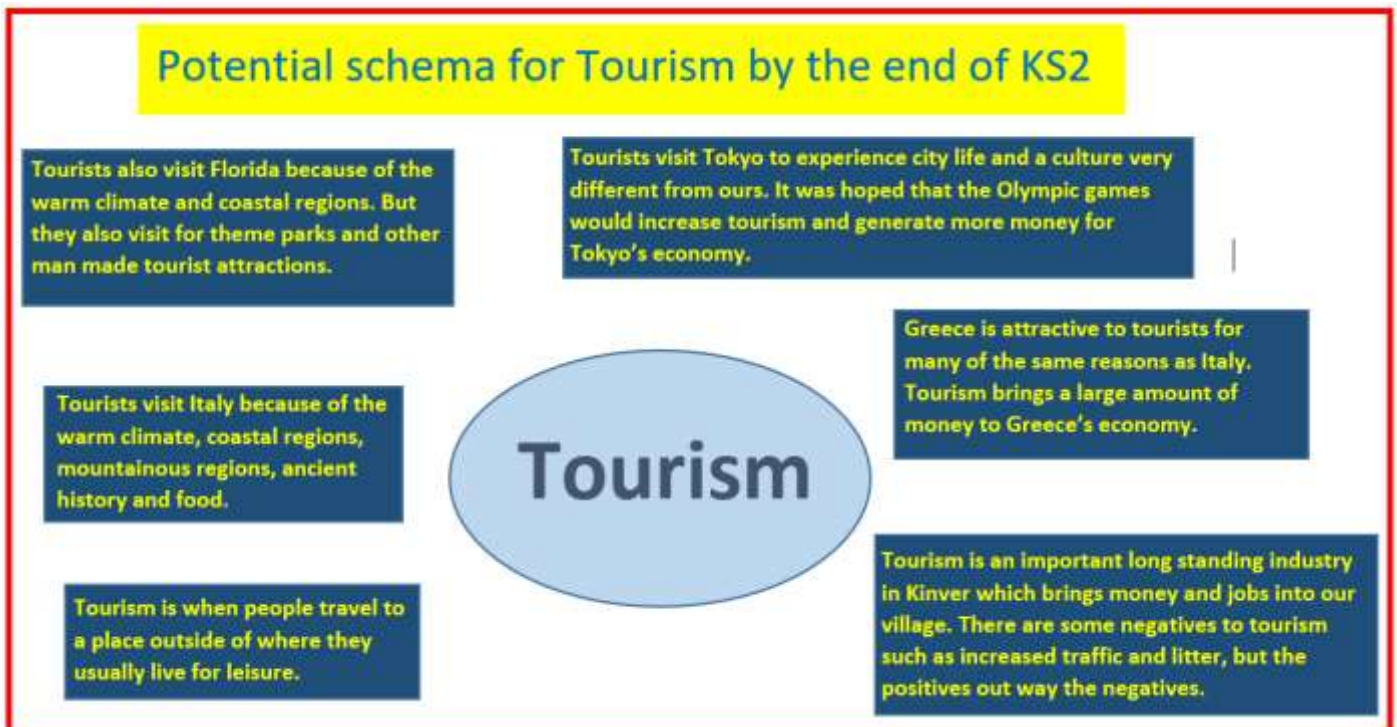 Potential schema for Tourism by the end of KS2
Tourists also visit Florida because of the
warm climate and coastal regions. But
they also visit for theme parks and other
man made tourist attractions.
Tourists visit Tokyo to experience city life and a culture very
different from ours. It was hoped that the Olympic games
would increase tourism and generate more money for
Tokyo's economy.
Greece is attractive to tourists for
many of the same reasons as Italy.
Tourism brings a large amount of
money to Greece's economy.
Tourists visit Italy because of the
warm climate, coastal regions,
mountainous regions, ancient
history and food.
Tourism
Tourism is when people travel to
a place outside of where they
usually live for leisure.
Tourism is an important long standing industry
in Kinver which brings money and jobs into our
village. There are some negatives to tourism
such as increased traffic and litter, but the
positives out way the negatives.